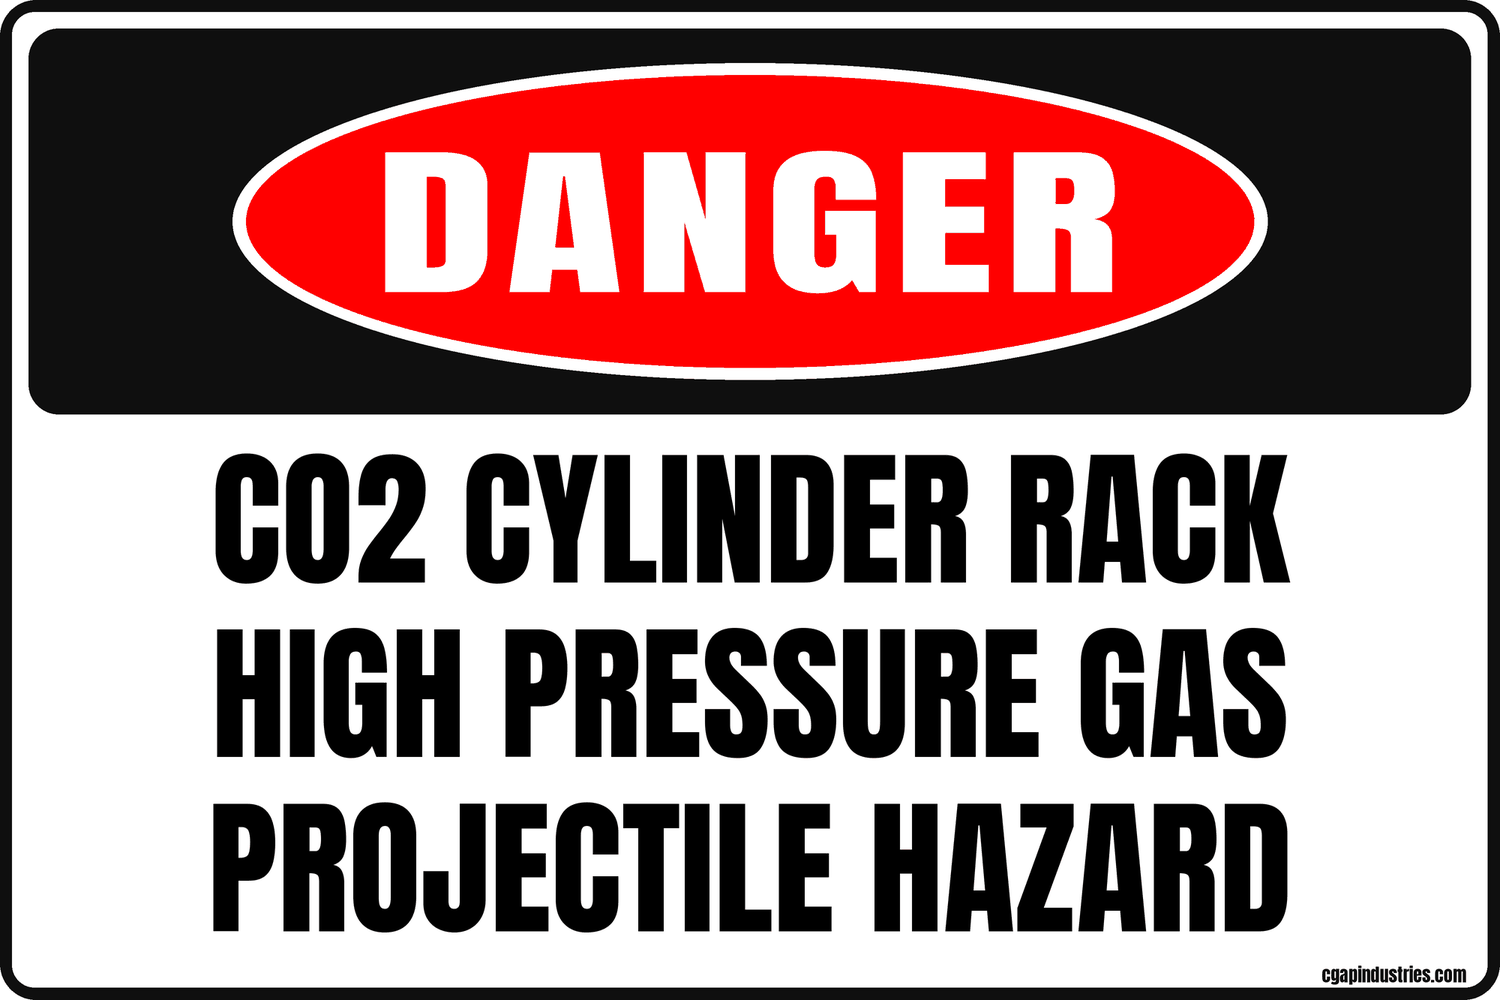 DANGER
CO2 CYLINDER RACK
HIGH PRESSURE GAS
PROJECTILE HAZARD
cgapindustries.com